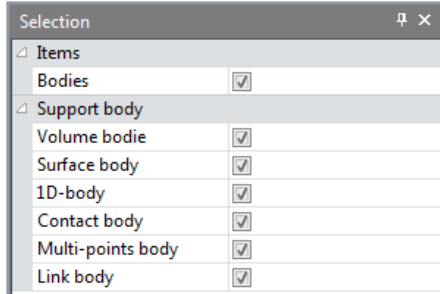 Selection
Items
Bodies
Support body
Volume bodie
Surface body
1D-body
Contact body
Multi-points body
Link body